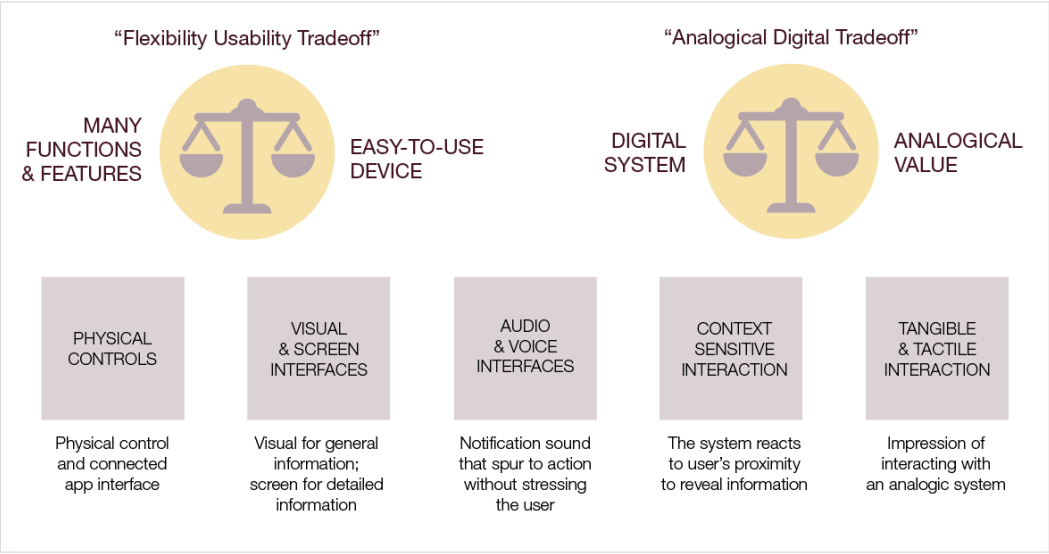 “Flexibility Usability Tradeoff”
“Analogical Digital Tradeoff”
MANY
FUNCTIONS
& FEATURES
EASY-TO-USE
DEVICE
DIGITAL
SYSTEM
ANALOGICAL
VALUE
PHYSICAL
CONTROLS
VISUAL
& SCREEN
INTERFACES
AUDIO
& VOICE
INTERFACES
CONTEXT
SENSITIVE
INTERACTION
TANGIBLE
& TACTILE
INTERACTION
Physical control
and connected
app interface
Visual for general
information;
screen for detailed
information
Notification sound
that spur to action
without stressing
the user
The system reacts
to user’s proximity
to reveal information
Impression of
interacting with
an analogic system